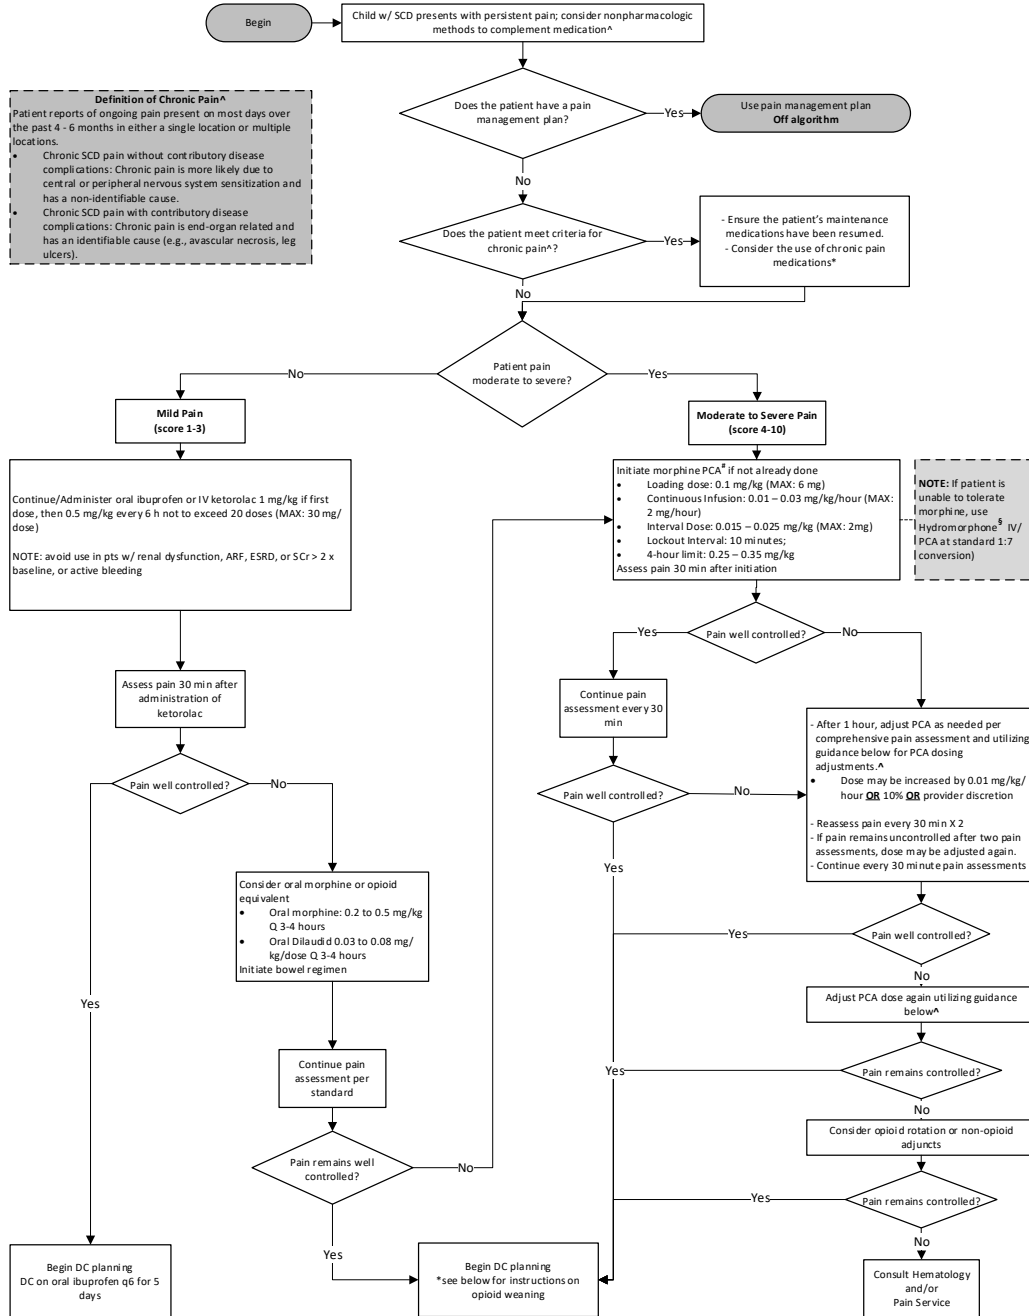 Begin
Child w/ SCD presents with persistent pain; consider nonpharmacologic
methods to complement medication^
Definition of Chronic Pain^
Patient reports of ongoing pain present on most days over
the past 4 - 6 months in either a single location or multiple
locations.
• Chronic SCD pain without contributory disease
complications: Chronic pain is more likely due to
central or peripheral nervous system sensitization and
has a non-identifiable cause.
• Chronic SCD pain with contributory disease
complications: Chronic pain is end-organ related and
has an identifiable cause (e.g., avascular necrosis, leg
ulcers).
Does the patient have a pain
management plan?
Yes
Use pain management plan
Off algorithm
No
Does the patient meet criteria for
chronic pain^?
Yes
- Ensure the patient's maintenance
medications have been resumed.
- Consider the use of chronic pain
medications*
No
Patient pain
moderate to severe?
No
Yes
Mild Pain
(score 1-3)
Moderate to Severe Pain
(score 4-10)
Continue/Administer oral ibuprofen or IV ketorolac 1 mg/kg if first
dose, then 0.5 mg/kg every 6 h not to exceed 20 doses (MAX: 30 mg/
dose)
NOTE: avoid use in pts w/ renal dysfunction, ARF, ESRD, or SCr > 2 x
baseline, or active bleeding
Initiate morphine PCA# if not already done
• Loading dose: 0.1 mg/kg (MAX: 6 mg)
• Continuous Infusion: 0.01 – 0.03 mg/kg/hour (MAX:
2 mg/hour)
• Interval Dose: 0.015 – 0.025 mg/kg (MAX: 2mg)
• Lockout Interval: 10 minutes;
• 4-hour limit: 0.25 – 0.35 mg/kg
Assess pain 30 min after initiation
NOTE: If patient is
unable to tolerate
morphine, use
Hydromorphone§ IV/
PCA at standard 1:7
conversion)
Pain well controlled?
Yes
No
Assess pain 30 min after
administration of
ketorolac
Continue pain
assessment every 30
min
- After 1 hour, adjust PCA as needed per
comprehensive pain assessment and utilizing
guidance below for PCA dosing
adjustments.^
• Dose may be increased by 0.01 mg/kg/
hour OR 10% OR provider discretion
- Reassess pain every 30 min X 2
- If pain remains uncontrolled after two pain
assessments, dose may be adjusted again.
- Continue every 30 minute pain assessments
Pain well controlled?
No
Pain well controlled?
No
Yes
Consider oral morphine or opioid
equivalent
• Oral morphine: 0.2 to 0.5 mg/kg
Q 3-4 hours
• Oral Dilaudid 0.03 to 0.08 mg/
kg/dose Q 3-4 hours
Initiate bowel regimen
Yes
Pain well controlled?
Yes
No
Adjust PCA dose again utilizing guidance
below^
Continue pain
assessment per
standard
Yes
Pain remains controlled?
No
Consider opioid rotation or non-opioid
adjuncts
Pain remains well
controlled?
No
Yes
Pain remains controlled?
Yes
No
Begin DC planning
DC on oral ibuprofen q6 for 5
days
Begin DC planning
*see below for instructions on
opioid weaning
Consult Hematology
and/or
Pain Service